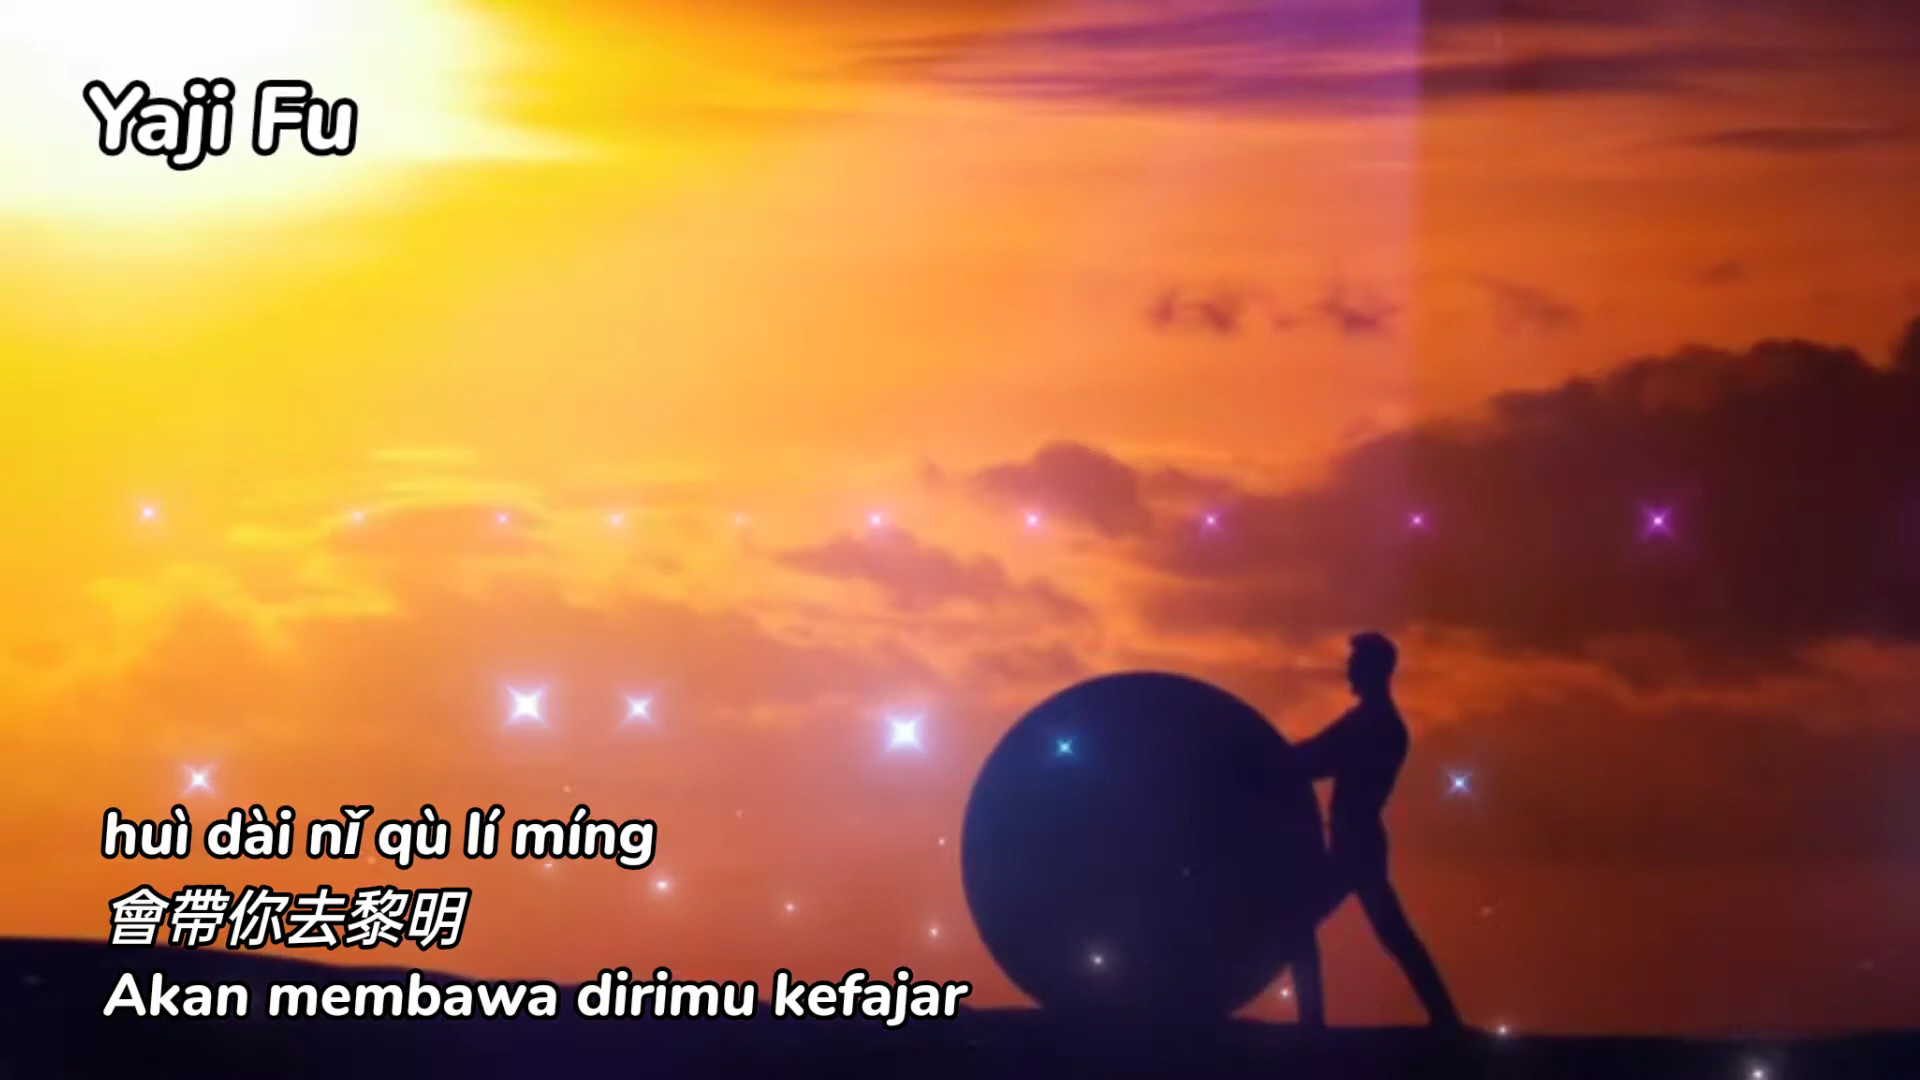 Yaji Fu
huì dài nǐ qù lí míng
會帶你去黎明
Akan membawa dirimu kefajar